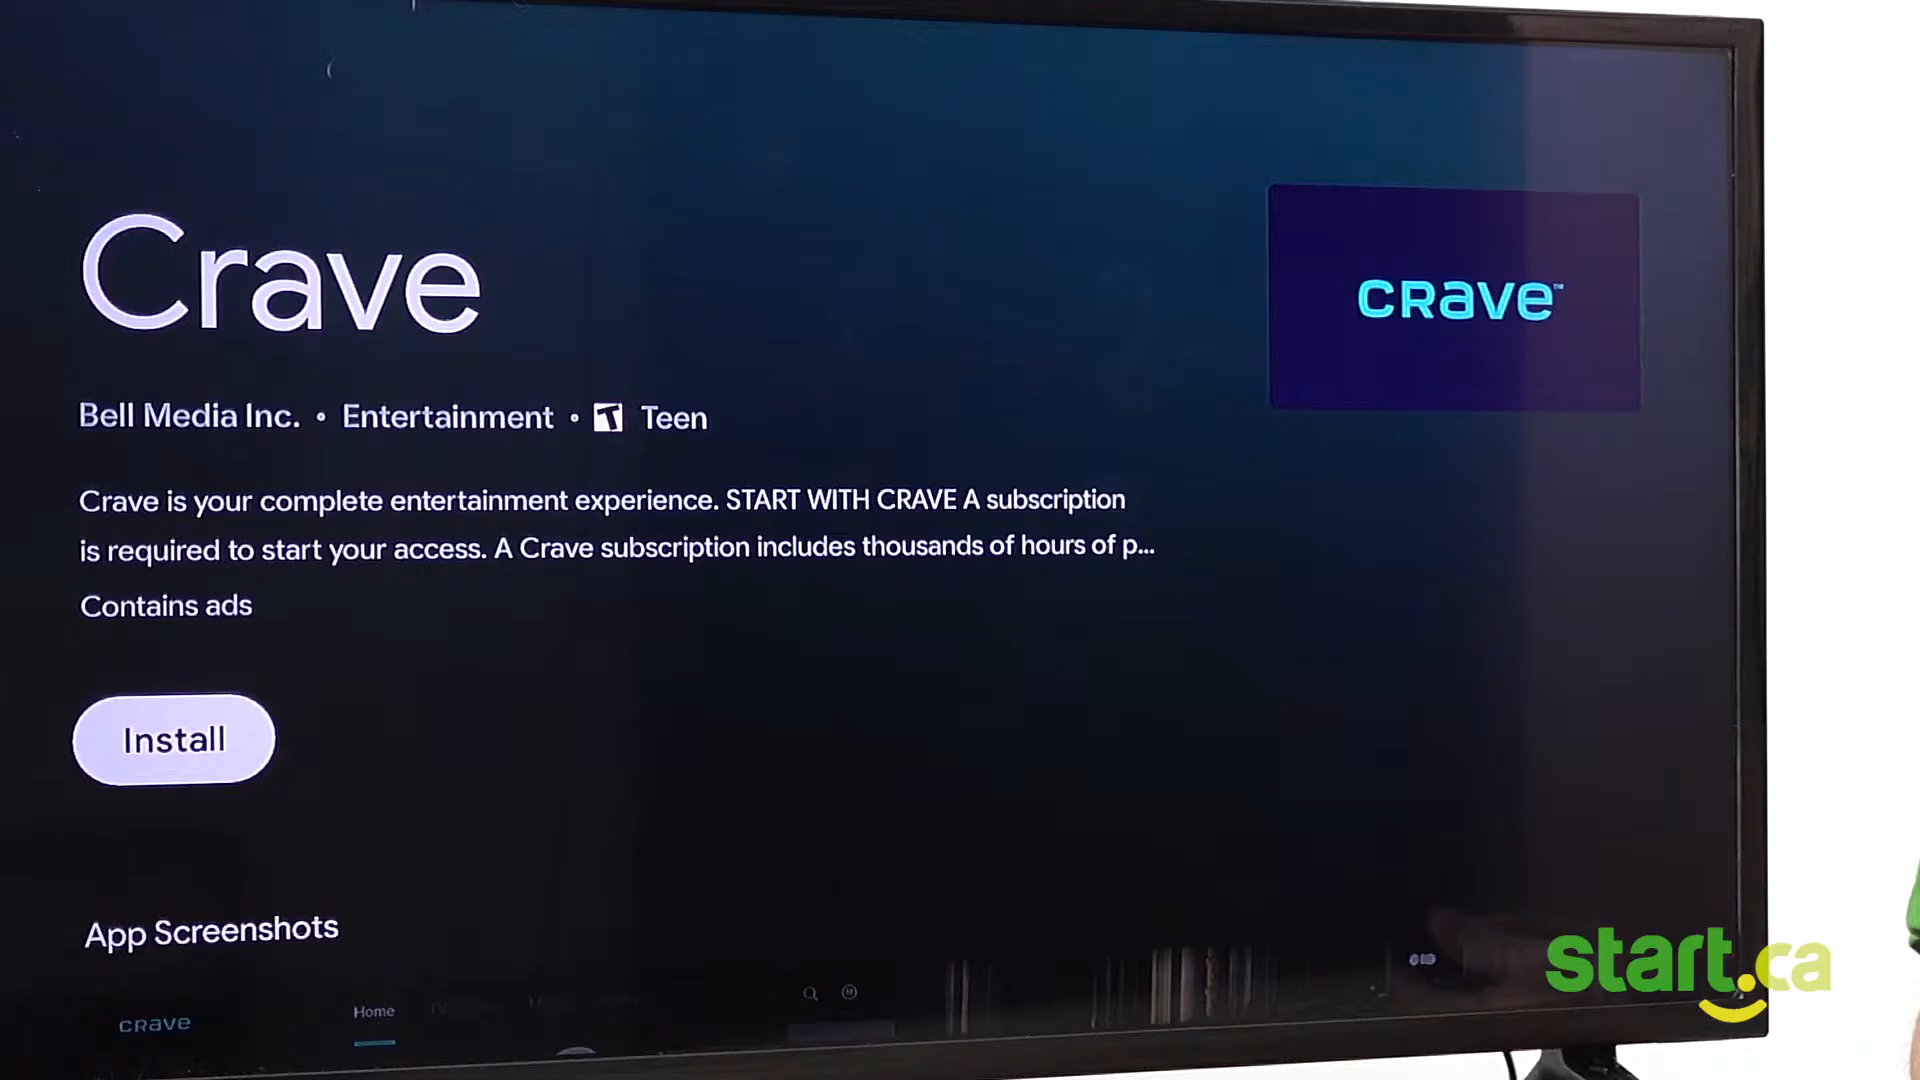 Crave
CRAVE™
Bell Media Inc. • Entertainment • T Teen
Crave is your complete entertainment experience. START WITH CRAVE A subscription
is required to start your access. A Crave subscription includes thousands of hours of p...
Contains ads
Install
App Screenshots
CRAVE
Home
start.ca